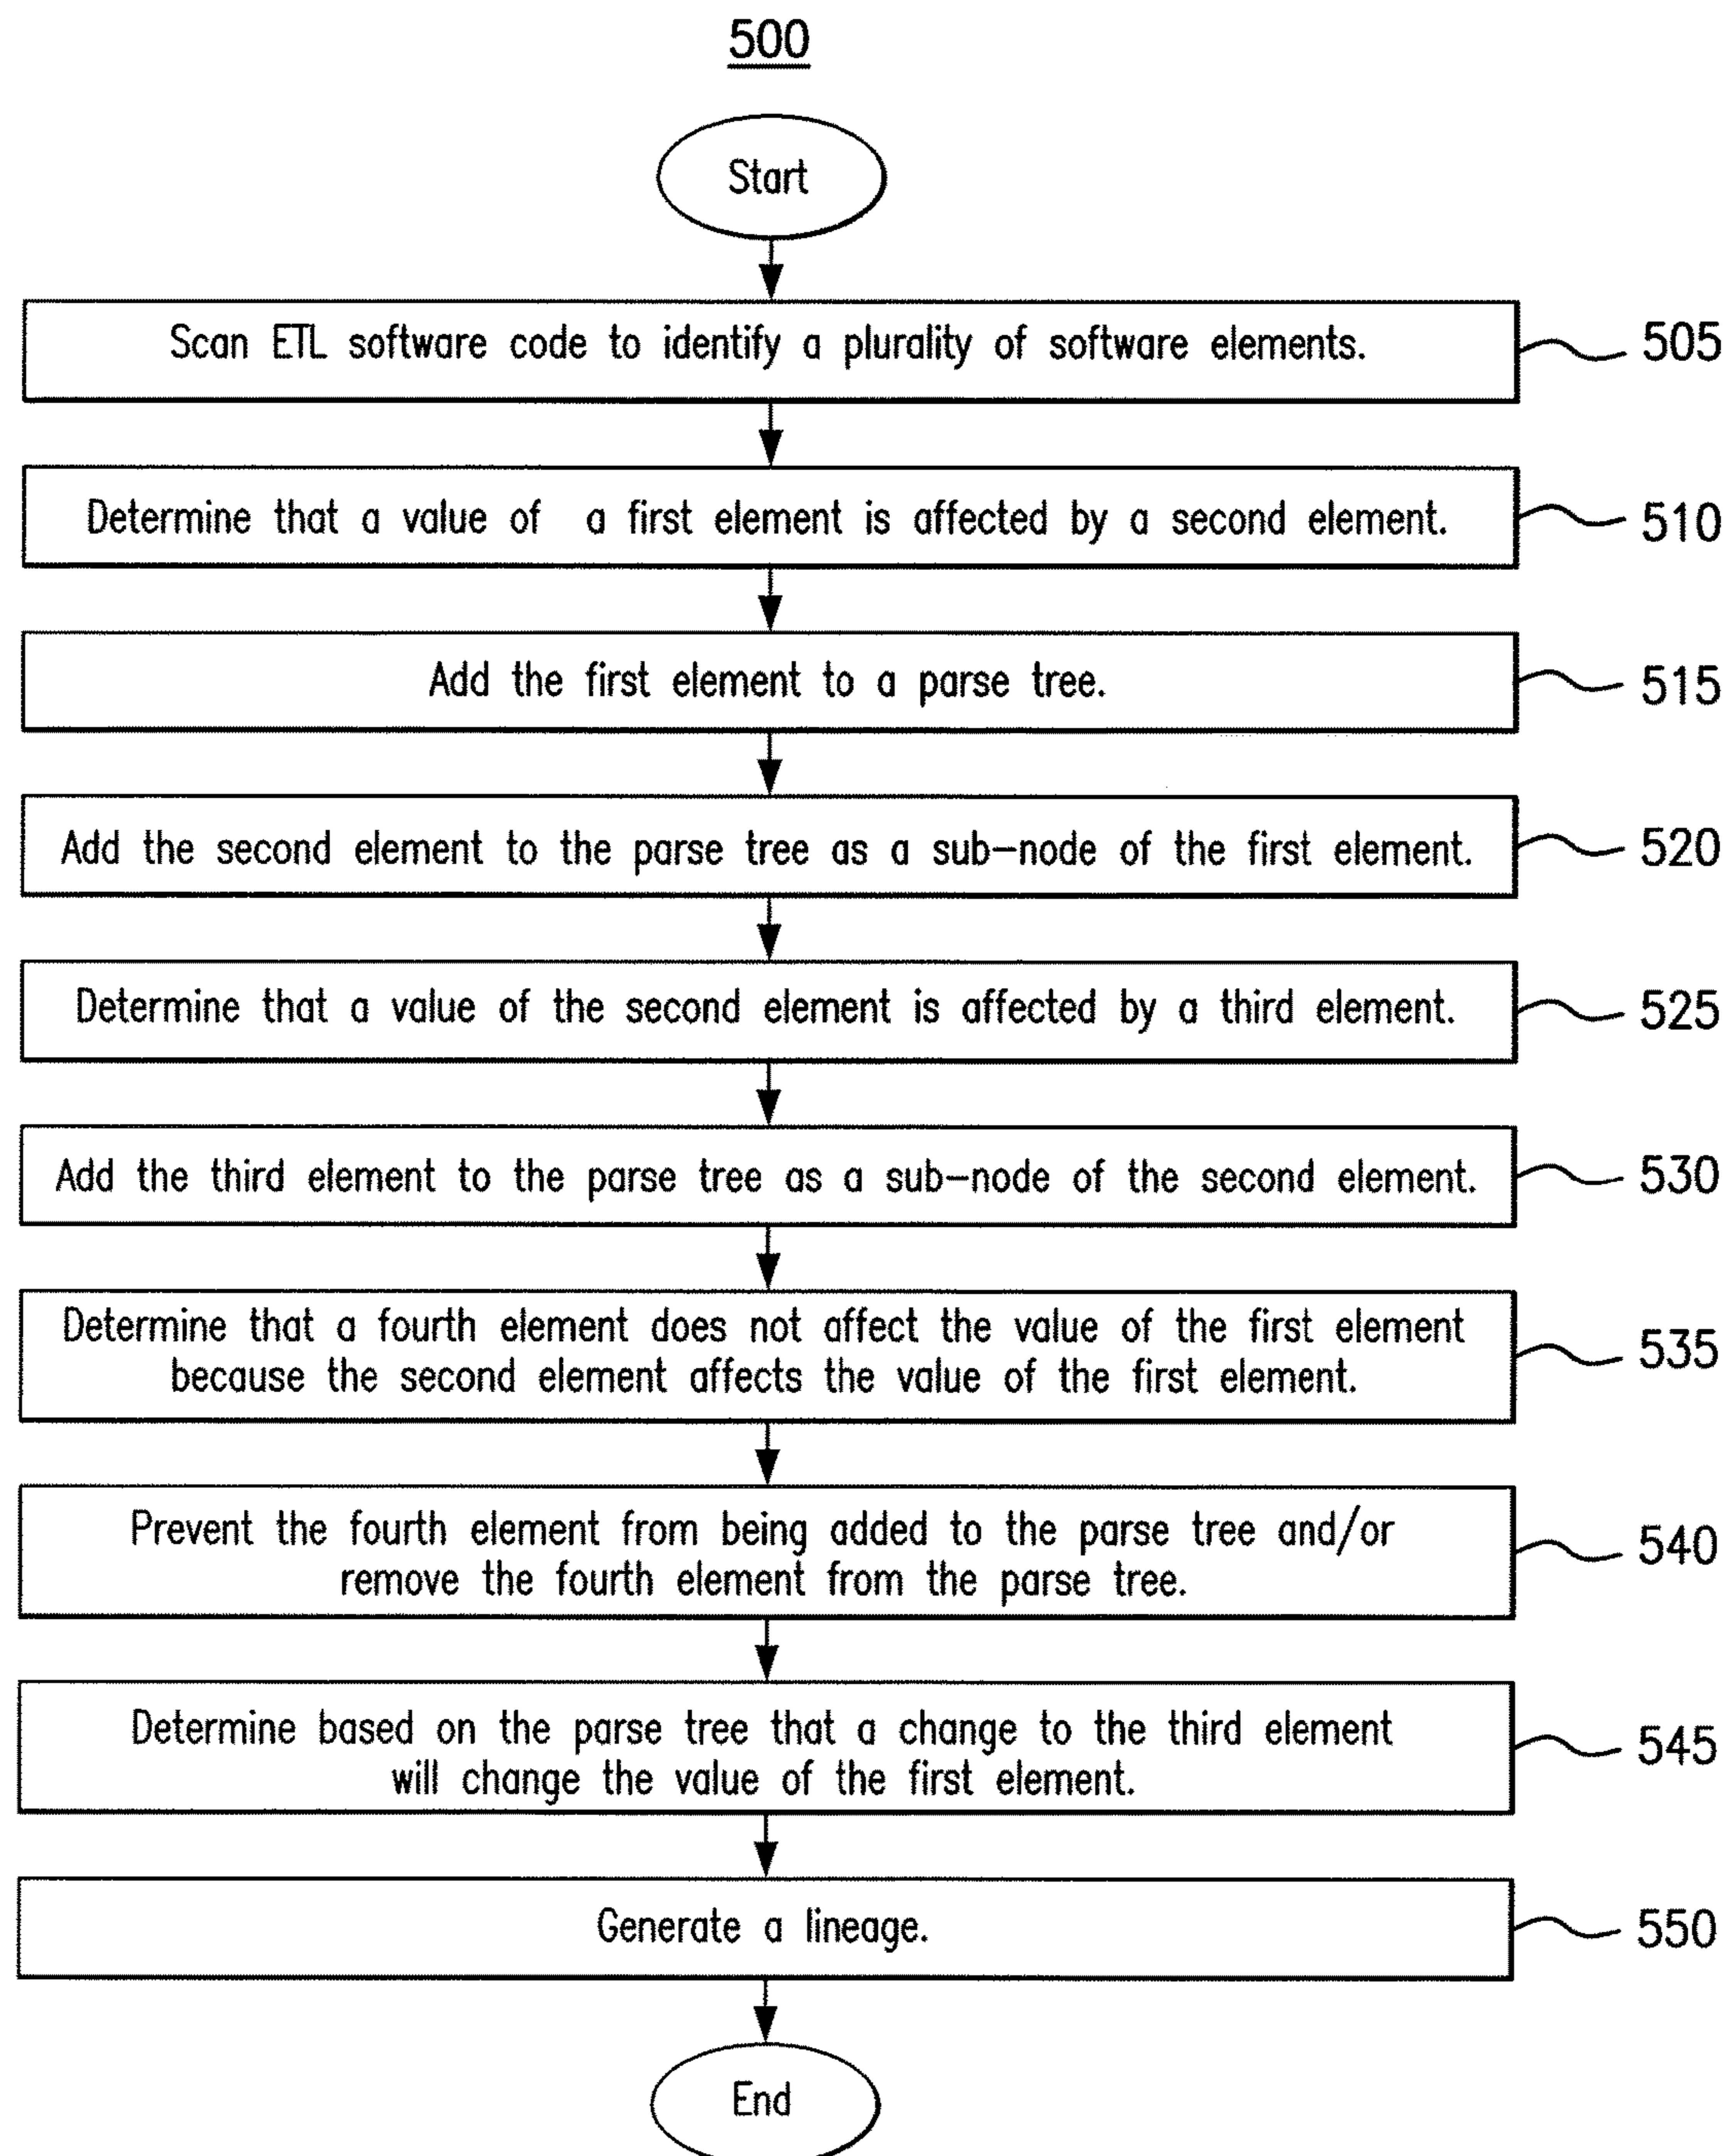 500
Start
Scan ETL software code to identify a plurality of software elements.
505
Determine that a value of a first element is affected by a second element.
510
Add the first element to a parse tree.
515
Add the second element to the parse tree as a sub-node of the first element.
520
Determine that a value of the second element is affected by a third element.
525
Add the third element to the parse tree as a sub-node of the second element.
530
Determine that a fourth element does not affect the value of the first element
because the second element affects the value of the first element.
535
Prevent the fourth element from being added to the parse tree and/or
remove the fourth element from the parse tree.
540
Determine based on the parse tree that a change to the third element
will change the value of the first element.
545
Generate a lineage.
550
End